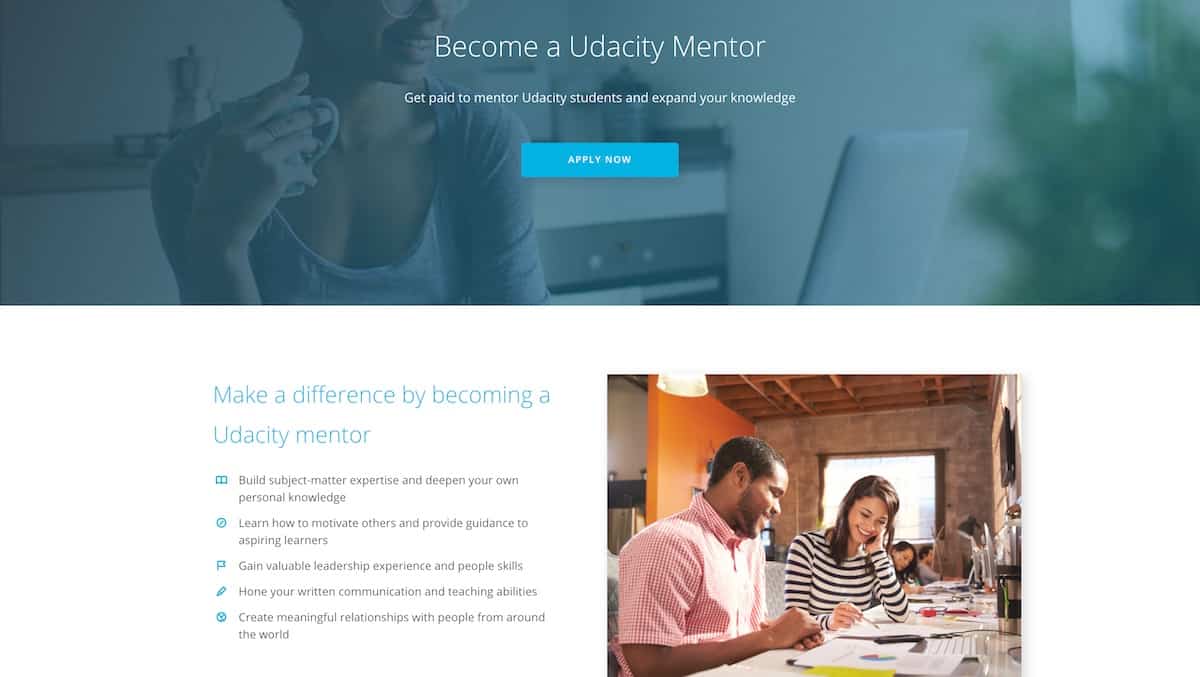 Become a Udacity Mentor
Get paid to mentor Udacity students and expand your knowledge
APPLY NOW
Make a difference by becoming a
Udacity mentor
Build subject-matter expertise and deepen your own
personal knowledge
Learn how to motivate others and provide guidance to
aspiring learners
Gain valuable leadership experience and people skills
Hone your written communication and teaching abilities
Create meaningful relationships with people from around
the world